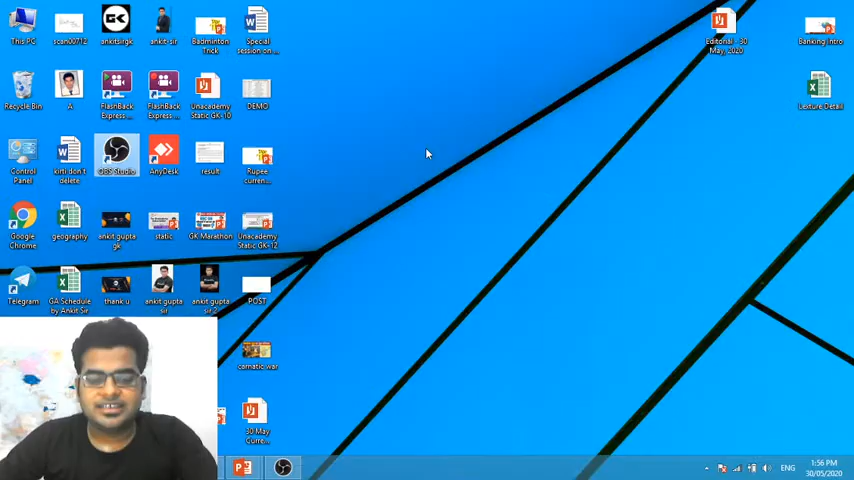 This PC
scan00712
ankitsirgk
ankit-sir
Badminton
Trick
Special
session on ...
Editorial - 30
May, 2020
Banking intro
Recycle Bin
A
FlashBack
Express ...
FlashBack
Express ...
Unacademy
Static GK-10
DEMO
Lexture Detail
Control
Panel
kirti don't
delete
OBS Studio
AnyDesk
result
Rupee
curren...
Google
Chrome
geography
ankit gupta
gk
static
GK Marathon
Unacademy
Static GK-12
Telegram
GA Schedule
by Ankit Sir
thank u
ankit gupta
sir
ankit gupta
sir 2
POST
cornatic war
30 May
Curre...
ENG
1:56 PM
30/05/2020